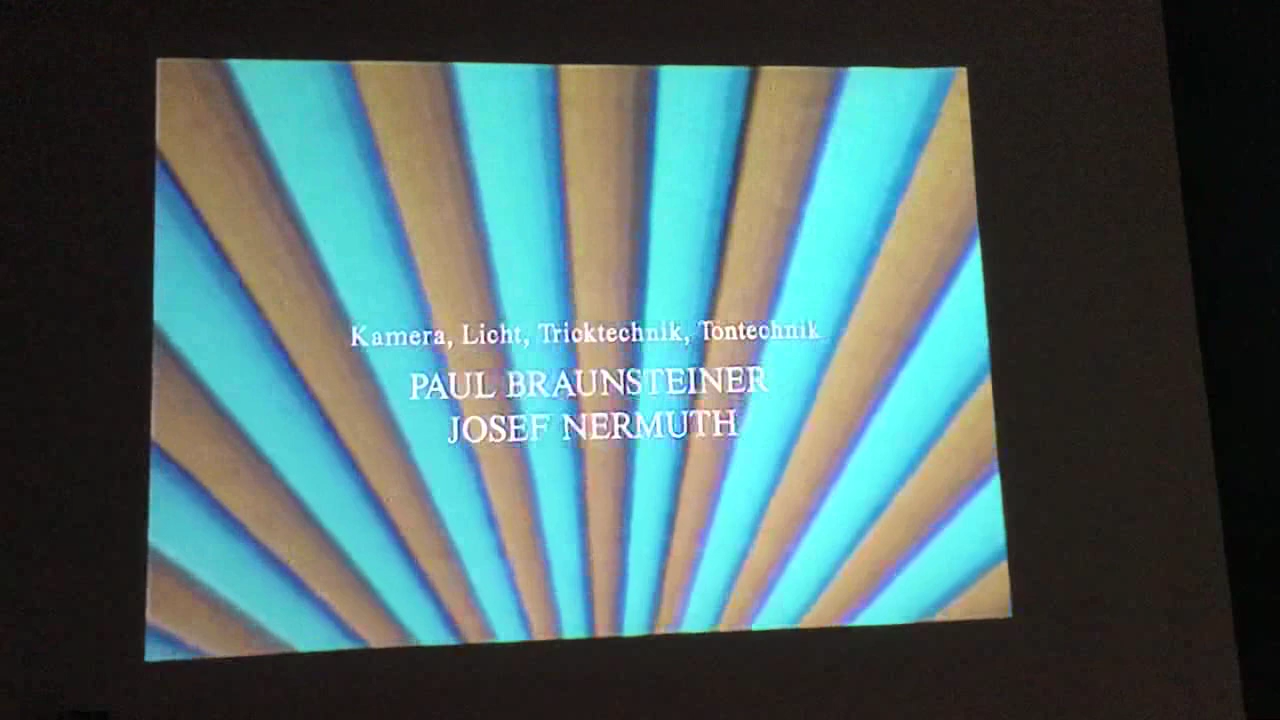 Kamera, Licht, Tricktechnik, Tontechnik
PAUL BRAUNSTEINER
JOSEF NERMUTH